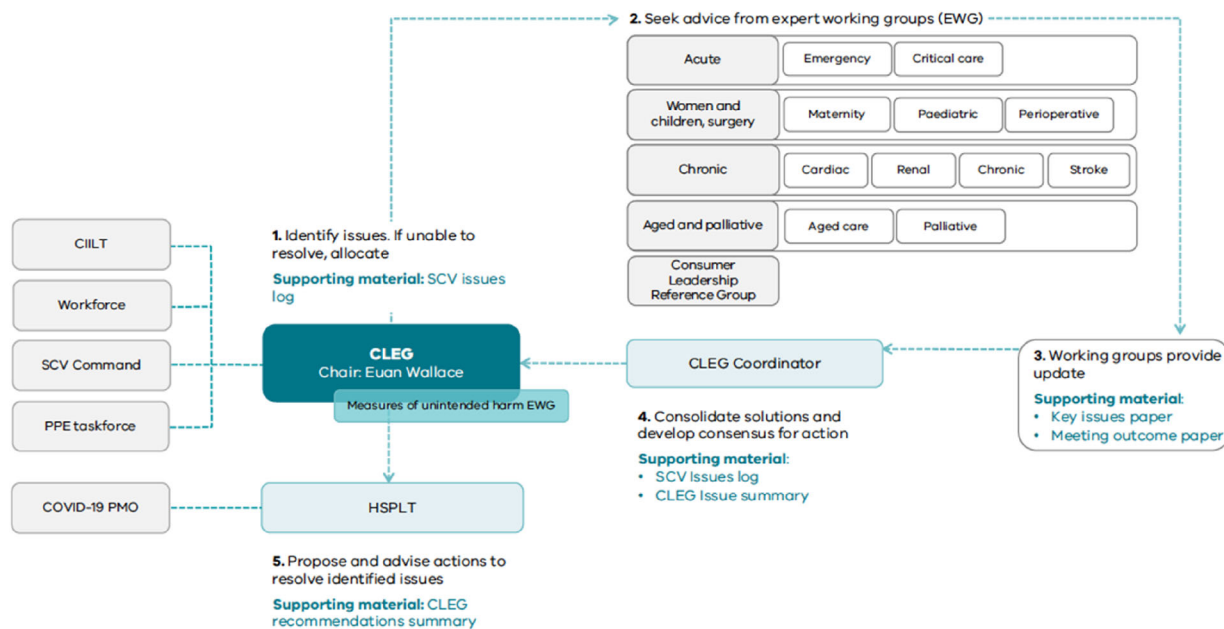 2. Seek advice from expert working groups (EWG)
Acute
Emergency
Critical care
Women and
children, surgery
Maternity
Paediatric
Perioperative
Chronic
Cardiac
Renal
Chronic
Stroke
Aged and palliative
Aged care
Palliative
Consumer
Leadership
Reference Group
CIILT
Workforce
SCV Command
PPE taskforce
COVID-19 PMO
1. Identify issues. If unable to
resolve, allocate
Supporting material: SCV issues
log
CLEG
Chair: Euan Wallace
Measures of unintended harm EWG
HSPLT
5. Propose and advise actions to
resolve identified issues
Supporting material: CLEG
recommendations summary
CLEG Coordinator
4. Consolidate solutions and
develop consensus for action
Supporting material:
• SCV Issues log
• CLEG Issue summary
3. Working groups provide
update
Supporting material:
• Key issues paper
• Meeting outcome paper